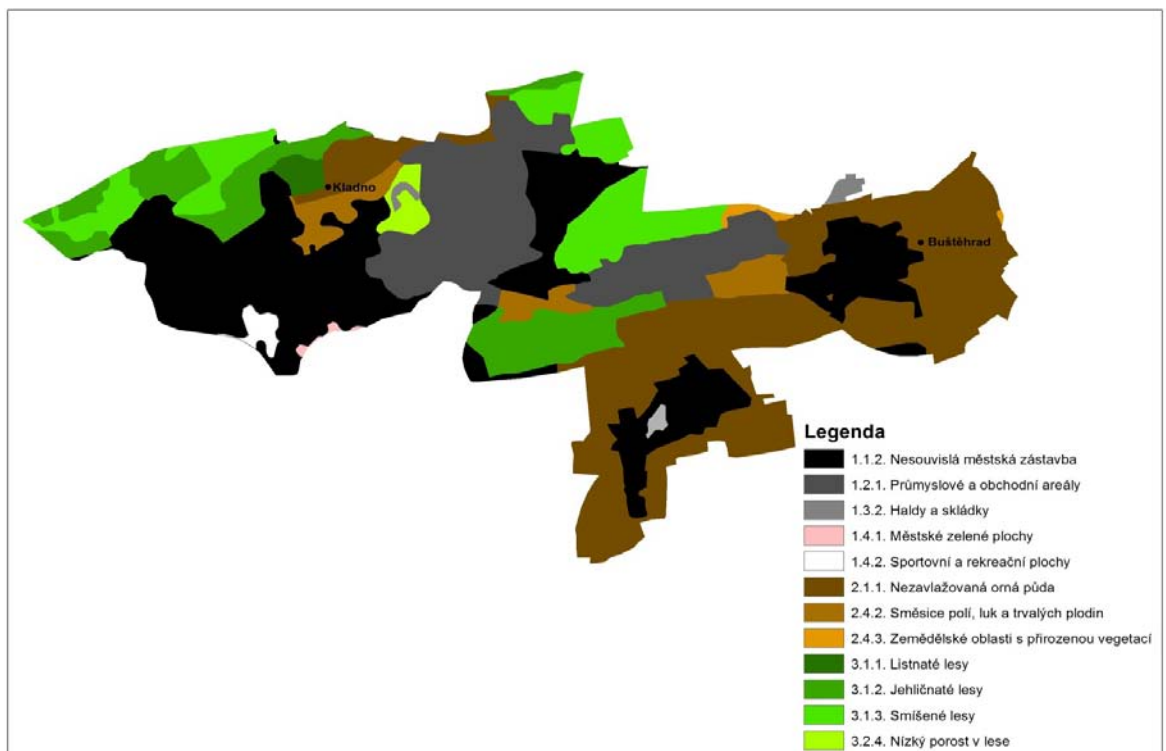 Kladno
Buštěhrad
Legenda
1.1.2. Nesouvislá městská zástavba
1.2.1. Průmyslové a obchodní areály
1.3.2. Haldy a skládky
1.4.1. Městské zelené plochy
1.4.2. Sportovní a rekreační plochy
2.1.1. Nezavlažovaná orná půda
2.4.2. Směsice polí, luk a trvalých plodin
2.4.3. Zemědělské oblasti s přirozenou vegetací
3.1.1. Listnaté lesy
3.1.2. Jehličnaté lesy
3.1.3. Smíšené lesy
3.2.4. Nízký porost v lese